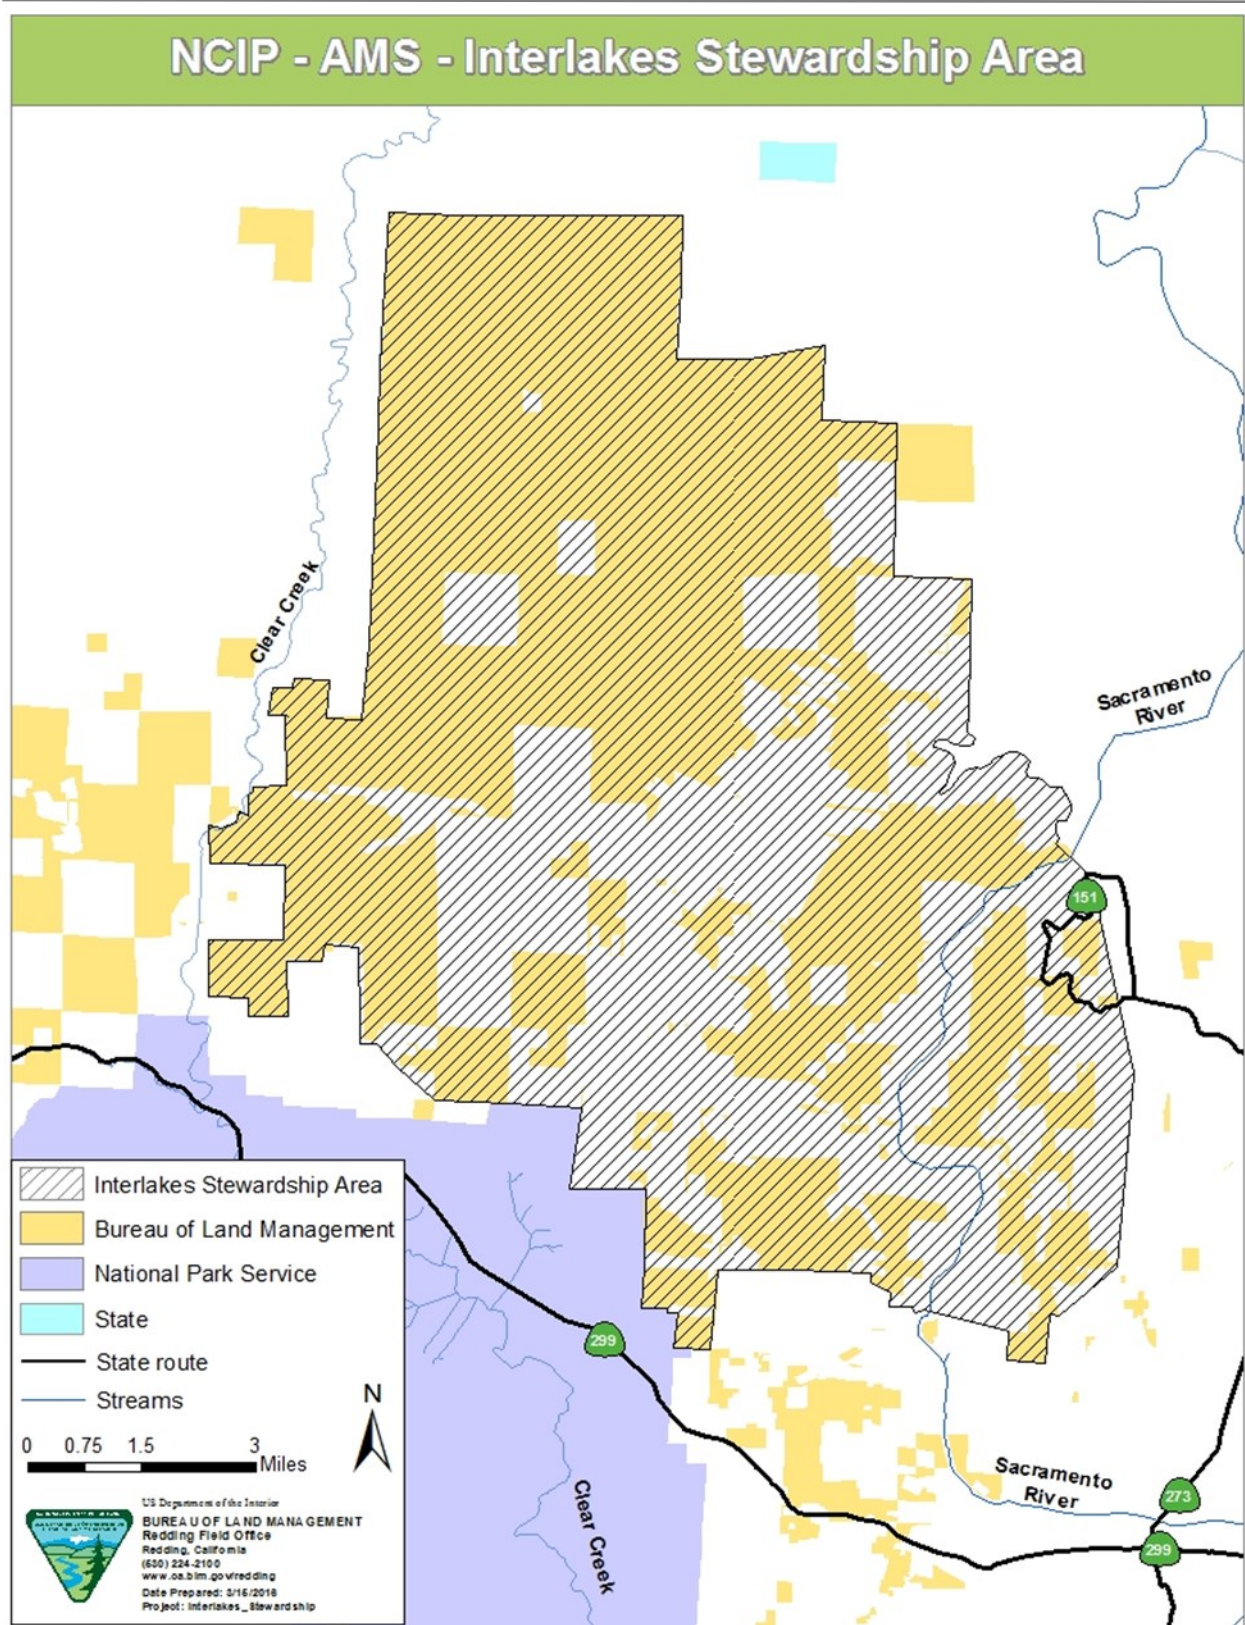 NCIP - AMS - Interlakes Stewardship Area
Clear Creek
Sacramento
River
151
Interlakes Stewardship Area
Bureau of Land Management
National Park Service
State
State route
Streams
N
0 0.75 1.5 3
Miles
299
Sacramento
River
273
299
Clear Creek
US Department of the Interior
BUREAU OF LAND MANAGEMENT
Redding Field Office
Redding, California
(530) 224-2100
www.ca.blm.gov/redding
Date Prepared: 3/15/2016
Project: Interlakes_Stewardship